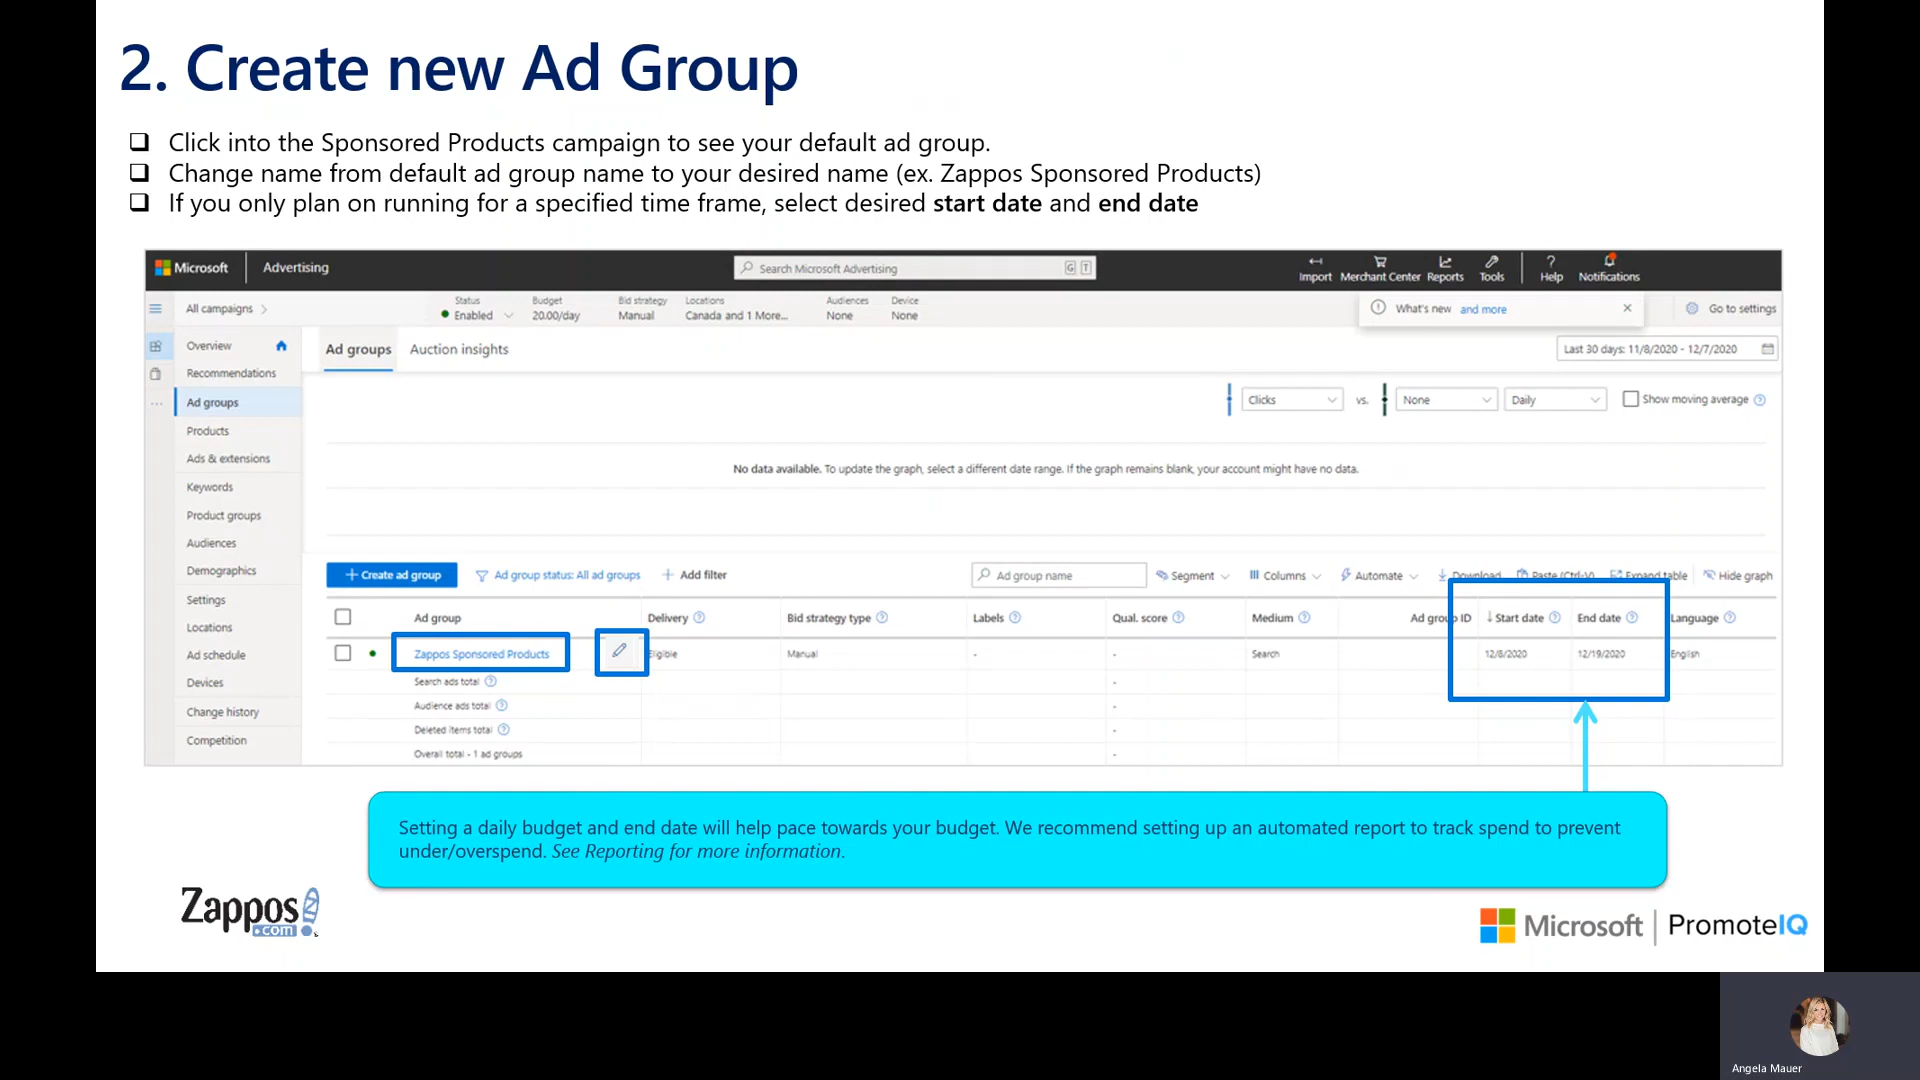 2. Create new Ad Group
Click into the Sponsored Products campaign to see your default ad group.
Change name from default ad group name to your desired name (ex. Zappos Sponsored Products)
If you only plan on running for a specified time frame, select desired start date and end date
Microsoft | Advertising
Search Microsoft Advertising
G T
Import Merchant Center Reports Tools Help Notifications
All campaigns
Status Enabled
Budget 20.00/day
Bid strategy Manual
Locations Canada and 1 More...
Audiences None
Device None
What's new and more
Go to settings
Overview
Recommendations
Ad groups
Products
Ads & extensions
Keywords
Product groups
Audiences
Demographics
Settings
Locations
Ad schedule
Devices
Change history
Competition
Ad groups Auction insights
Last 30 days: 11/8/2020 - 12/7/2020
Clicks vs. None Daily Show moving average
No data available. To update the graph, select a different date range. If the graph remains blank, your account might have no data.
Create ad group Ad group status: All ad groups Add filter Ad group name Segment Columns Automate Download Paste (Ctrl+V) Expand table Hide graph
Ad group Delivery Bid strategy type Labels Qual. score Medium Ad group ID Start date End date Language
Zappos Sponsored Products Eligible Manual - - Search 12/8/2020 12/19/2020 English
Search ads total -
Audience ads total -
Deleted items total -
Overall total - 1 ad groups -
Setting a daily budget and end date will help pace towards your budget. We recommend setting up an automated report to track spend to prevent
under/overspend. See Reporting for more information.
Zappos
.com
Microsoft | PromoteIQ
Angela Mauer